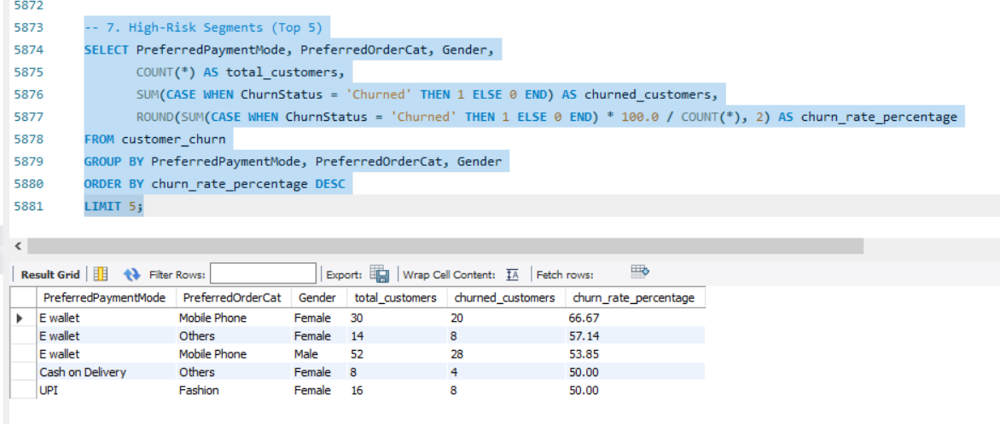 5872
5873 -- 7. High-Risk Segments (Top 5)
5874 SELECT PreferredPaymentMode, PreferredOrderCat, Gender,
5875 COUNT(*) AS total_customers,
5876 SUM(CASE WHEN ChurnStatus = 'Churned' THEN 1 ELSE 0 END) AS churned_customers,
5877 ROUND(SUM(CASE WHEN ChurnStatus = 'Churned' THEN 1 ELSE 0 END) * 100.0 / COUNT(*), 2) AS churn_rate_percentage
5878 FROM customer_churn
5879 GROUP BY PreferredPaymentMode, PreferredOrderCat, Gender
5880 ORDER BY churn_rate_percentage DESC
5881 LIMIT 5;
Result Grid Filter Rows: Export: Wrap Cell Content: IA Fetch rows:
PreferredPaymentMode PreferredOrderCat Gender total_customers churned_customers churn_rate_percentage
E wallet Mobile Phone Female 30 20 66.67
E wallet Others Female 14 8 57.14
E wallet Mobile Phone Male 52 28 53.85
Cash on Delivery Others Female 8 4 50.00
UPI Fashion Female 16 8 50.00